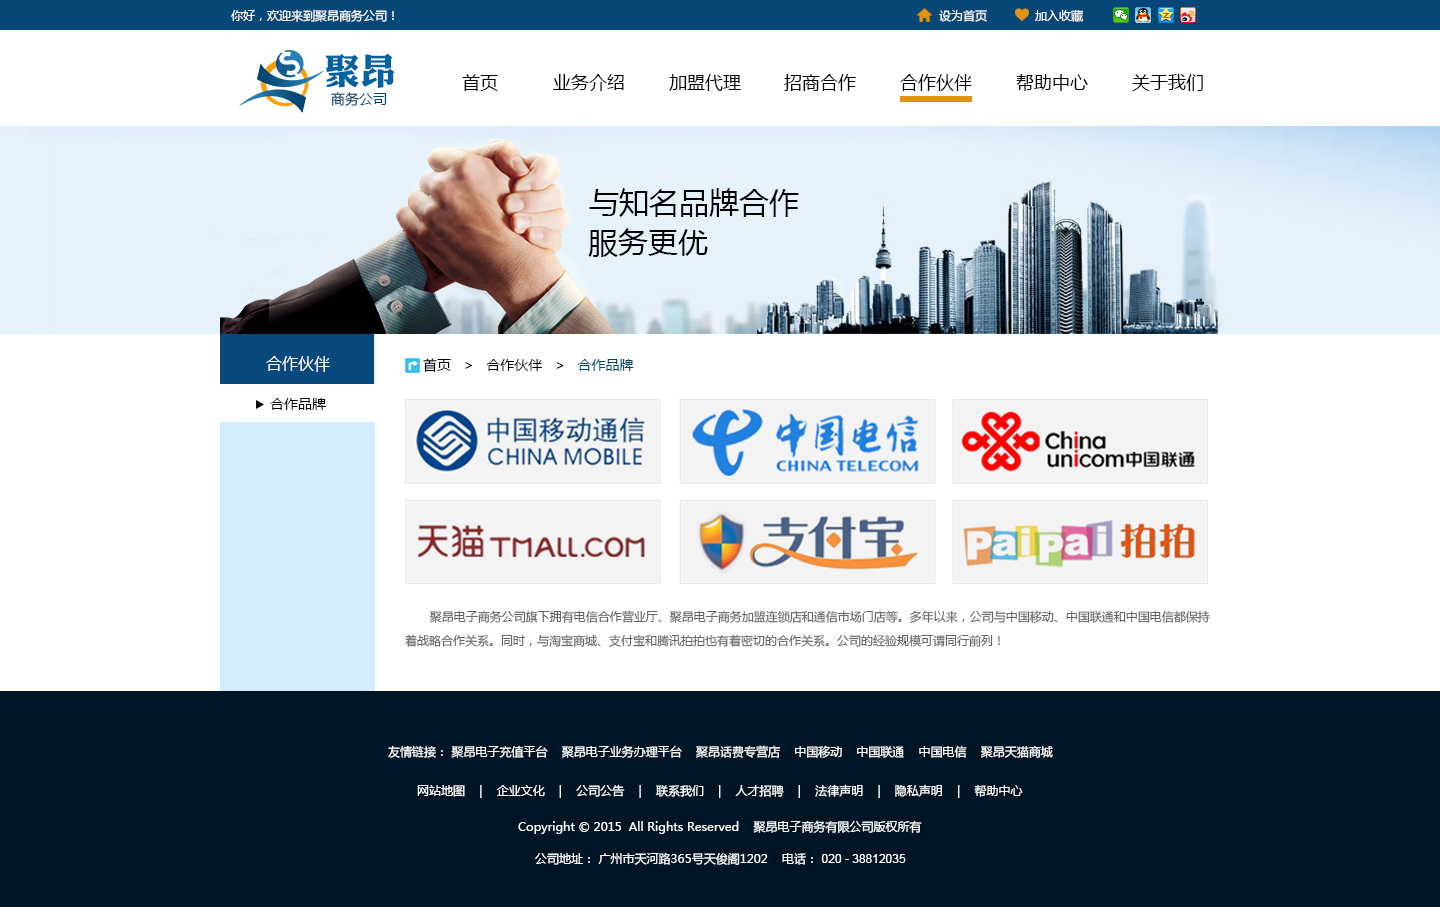 你好，欢迎来到聚昂商务公司！
设为首页 加入收藏
聚昂
商务公司
首页 业务介绍 加盟代理 招商合作 合作伙伴 帮助中心 关于我们
与知名品牌合作
服务更优
合作伙伴
首页 > 合作伙伴 > 合作品牌
合作品牌
中国移动通信
CHINA MOBILE
中国电信
CHINA TELECOM
China
unicom中国联通
天猫TMALL.COM
支付宝
PaiPai 拍拍
聚昂电子商务公司旗下拥有电信合作营业厅、聚昂电子商务加盟连锁店和通信市场门店等。多年以来，公司与中国移动、中国联通和中国电信都保持
着战略合作关系。同时，与淘宝商城、支付宝和腾讯拍拍也有着密切的合作关系。公司的经验规模可谓同行前列！
友情链接： 聚昂电子充值平台 聚昂电子业务办理平台 聚昂话费专营店 中国移动 中国联通 中国电信 聚昂天猫商城
网站地图 | 企业文化 | 公司公告 | 联系我们 | 人才招聘 | 法律声明 | 隐私声明 | 帮助中心
Copyright © 2015 All Rights Reserved 聚昂电子商务有限公司版权所有
公司地址： 广州市天河路365号天俊阁1202 电话： 020 - 38812035